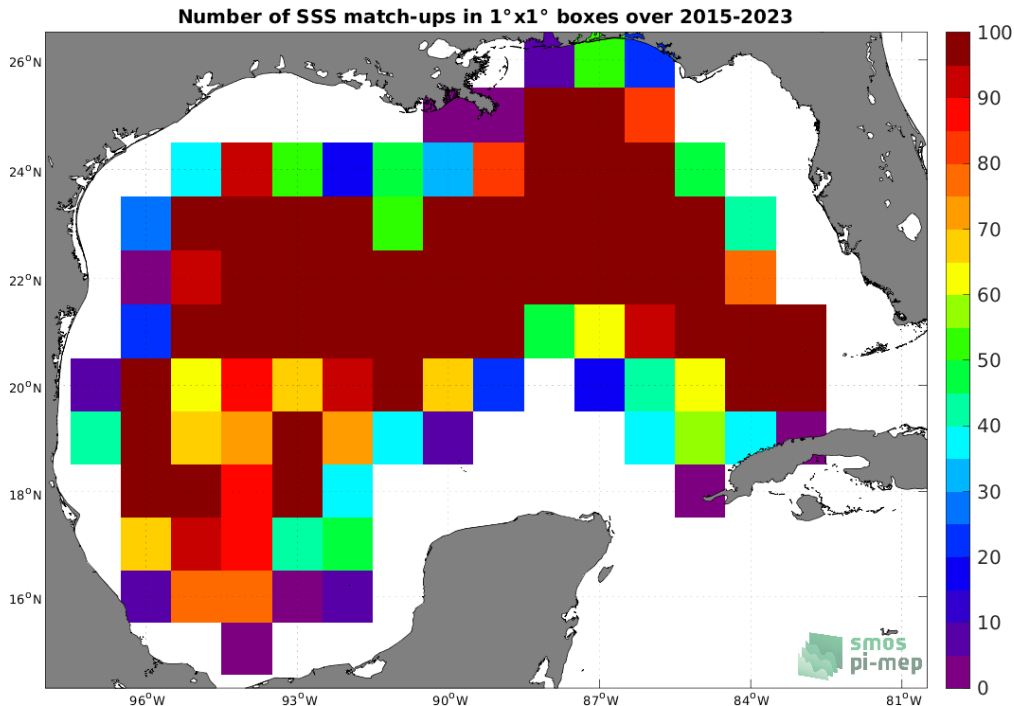 Number of SSS match-ups in 1°x1° boxes over 2015-2023
26°N
24°N
22°N
20°N
18°N
16°N
96°W
93°W
90°W
87°W
84°W
81°W
100
90
80
70
60
50
40
30
20
10
0
smos
pi-mep